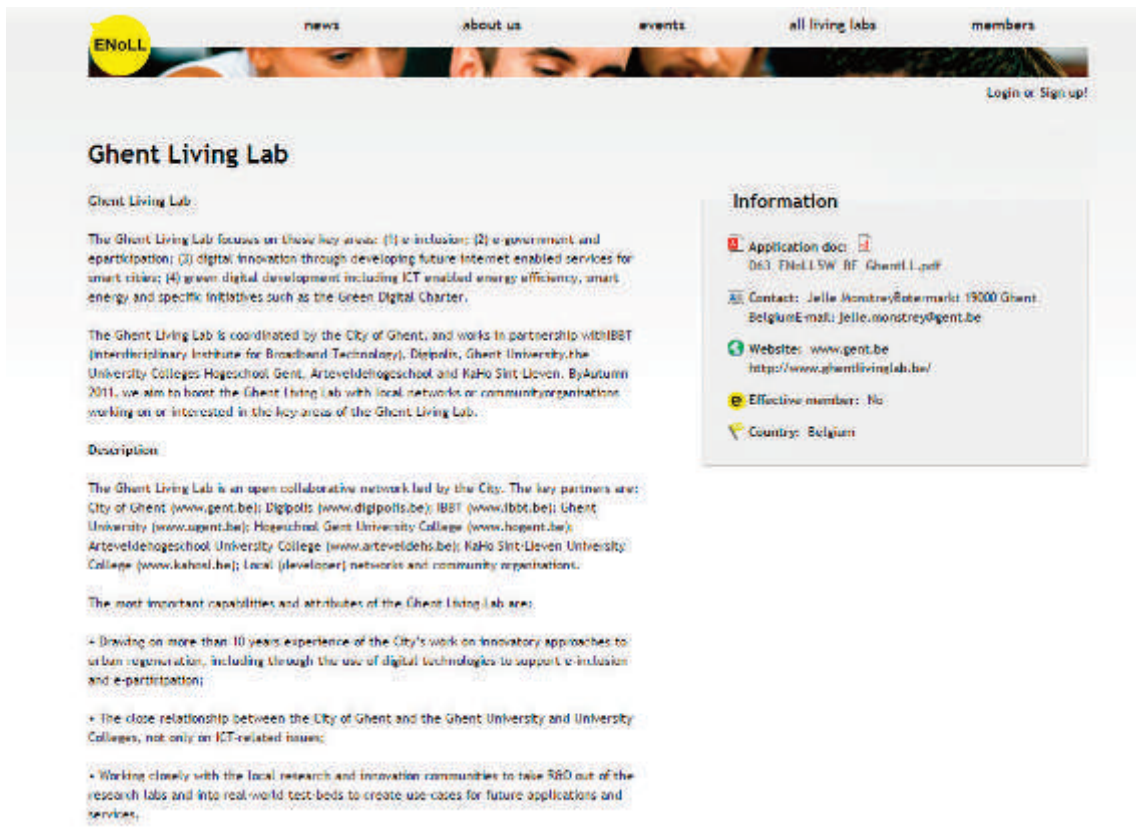 ENoLL
news about us events all living labs members
Login or Sign up!
Ghent Living Lab
Ghent Living Lab
The Ghent Living Lab focuses on these key areas: (1) e-inclusion; (2) e-government and
eparticipation; (3) digital innovation through developing future internet enabled services for
smart cities; (4) green digital development including ICT enabled energy efficiency, smart
energy and specific initiatives such as the Green Digital Charter.
The Ghent Living Lab is coordinated by the City of Ghent, and works in partnership withIBBT
(Interdisciplinary Institute for Broadband Technology), Digipolis, Ghent University,the
University Colleges Hogeschool Gent, Arteveldehogeschool and KaHo Sint-Lieven. ByAutumn
2011, we aim to boost the Ghent Living Lab with local networks or communityorganisations
working on or interested in the key areas of the Ghent Living Lab.
Description
The Ghent Living Lab is an open collaborative network led by the City. The key partners are:
City of Ghent (www.gent.be); Digipolis (www.digipolis.be); IBBT (www.ibbt.be); Ghent
University (www.ugent.be); Hogeschool Gent University College (www.hogent.be);
Arteveldehogeschool University College (www.arteveldehs.be); KaHo Sint-Lieven University
College (www.kahosl.be); Local (developer) networks and community organisations.
The most important capabilities and attributes of the Ghent Living Lab are:
• Drawing on more than 10 years experience of the City's work on innovatory approaches to
urban regeneration, including through the use of digital technologies to support e-inclusion
and e-participation;
• The close relationship between the City of Ghent and the Ghent University and University
Colleges, not only on ICT-related issues;
• Working closely with the local research and innovation communities to take R&D out of the
research labs and into real-world test-beds to create use-cases for future applications and
services.
Information
Application doc:
063_ENoLL5W_BE_GhentLL.pdf
Contact: Jelle MonstreyBotermarkt 19000 Ghent
BelgiumE-mail: jelle.monstrey@gent.be
Website: www.gent.be
http://www.ghentlivinglab.be/
Effective member: No
Country: Belgium